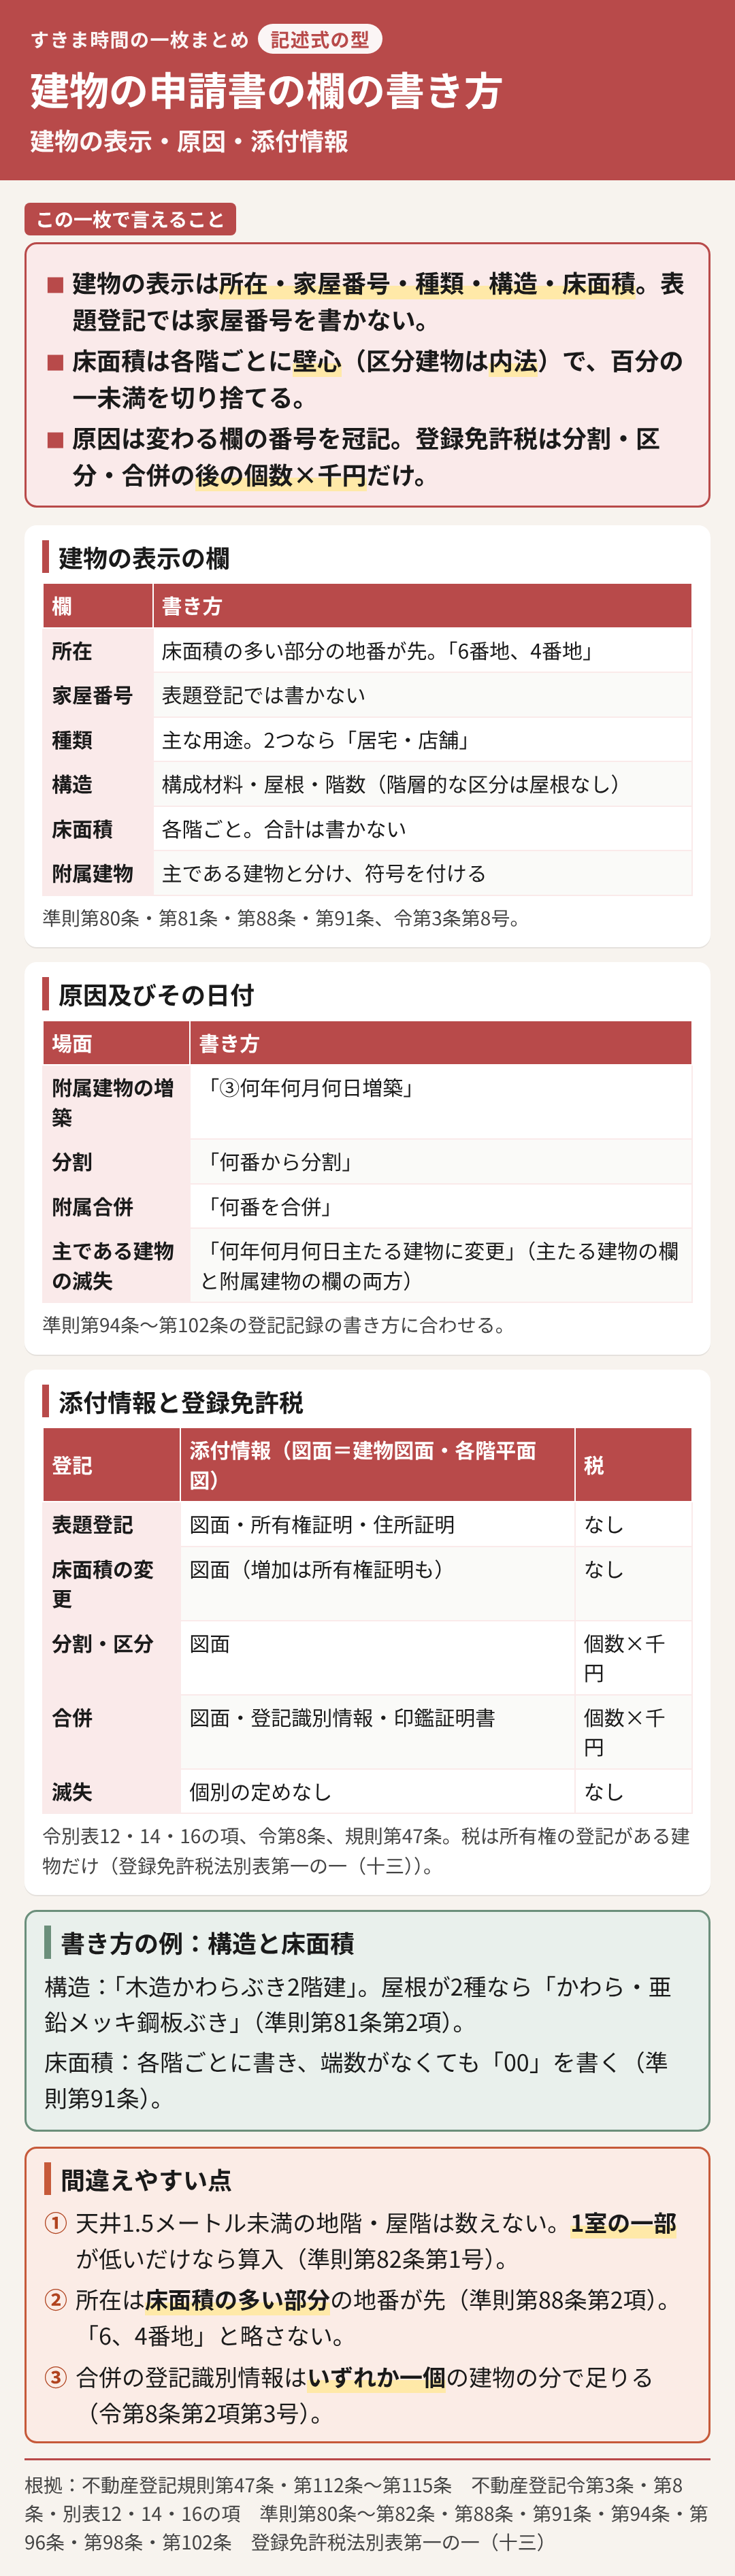 すきま時間の一枚まとめ 記述式の型
建物の申請書の欄の書き方
建物の表示・原因・添付情報
この一枚で言えること
■ 建物の表示は所在・家屋番号・種類・構造・床面積。表
題登記では家屋番号を書かない。
■ 床面積は各階ごとに壁心（区分建物は内法）で、百分の
一未満を切り捨てる。
■ 原因は変わる欄の番号を冠記。登録免許税は分割・区
分・合併の後の個数×千円だけ。
建物の表示の欄
欄 書き方
所在 床面積の多い部分の地番が先。「6番地、4番地」
家屋番号 表題登記では書かない
種類 主な用途。2つなら「居宅・店舗」
構造 構成材料・屋根・階数（階層的な区分は屋根なし）
床面積 各階ごと。合計は書かない
附属建物 主である建物と分け、符号を付ける
準則第80条・第81条・第88条・第91条、令第3条第8号。
原因及びその日付
場面 書き方
附属建物の増 「③何年何月何日増築」
築
分割 「何番から分割」
附属合併 「何番を合併」
主である建物 「何年何月何日主たる建物に変更」（主たる建物の欄
の滅失 と附属建物の欄の両方）
準則第94条〜第102条の登記記録の書き方に合わせる。
添付情報と登録免許税
登記 添付情報（図面＝建物図面・各階平面 税
図）
表題登記 図面・所有権証明・住所証明 なし
床面積の変 図面（増加は所有権証明も） なし
更
分割・区分 図面 個数×千
円
合併 図面・登記識別情報・印鑑証明書 個数×千
円
滅失 個別の定めなし なし
令別表12・14・16の項、令第8条、規則第47条。税は所有権の登記がある建
物だけ（登録免許税法別表第一の一（十三））。
書き方の例：構造と床面積
構造：「木造かわらぶき2階建」。屋根が2種なら「かわら・亜
鉛メッキ鋼板ぶき」（準則第81条第2項）。
床面積：各階ごとに書き、端数がなくても「00」を書く（準
則第91条）。
間違えやすい点
① 天井1.5メートル未満の地階・屋階は数えない。1室の一部
が低いだけなら算入（準則第82条第1号）。
② 所在は床面積の多い部分の地番が先（準則第88条第2項）。
「6、4番地」と略さない。
③ 合併の登記識別情報はいずれか一個の建物の分で足りる
（令第8条第2項第3号）。
根拠：不動産登記規則第47条・第112条〜第115条　不動産登記令第3条・第8
条・別表12・14・16の項　準則第80条〜第82条・第88条・第91条・第94条・第
96条・第98条・第102条　登録免許税法別表第一の一（十三）